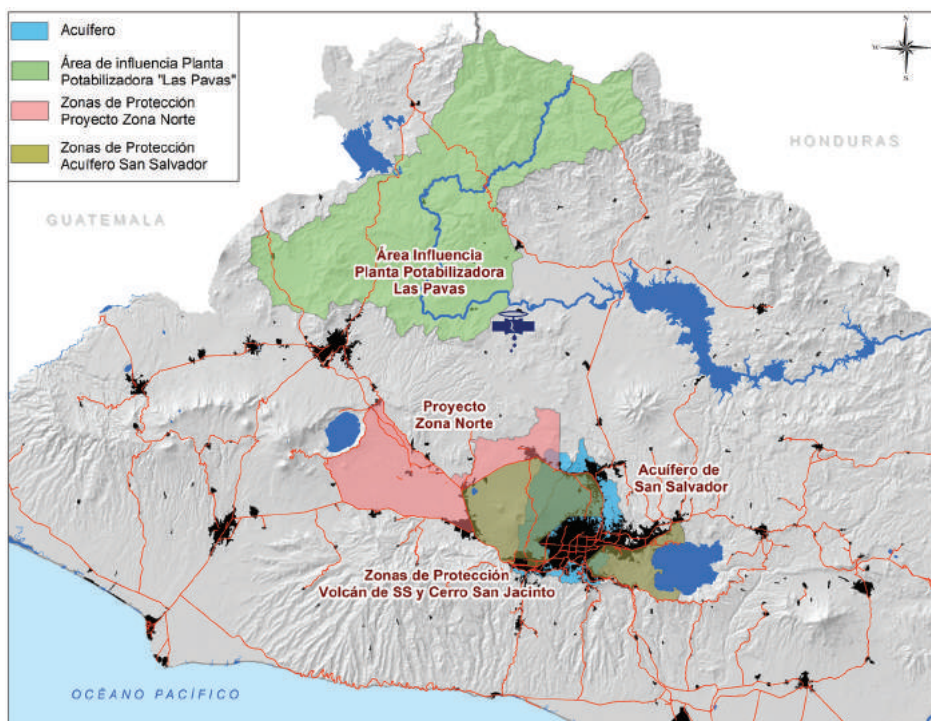 Acuífero
Área de influencia Planta
Potabilizadora "Las Pavas"
Zonas de Protección
Proyecto Zona Norte
Zonas de Protección
Acuífero San Salvador
N
W
E
S
HONDURAS
GUATEMALA
Área Influencia
Planta Potabilizadora
Las Pavas
Proyecto
Zona Norte
Acuífero de
San Salvador
Zonas de Protección
Volcán de SS y Cerro San Jacinto
OCÉANO PACÍFICO